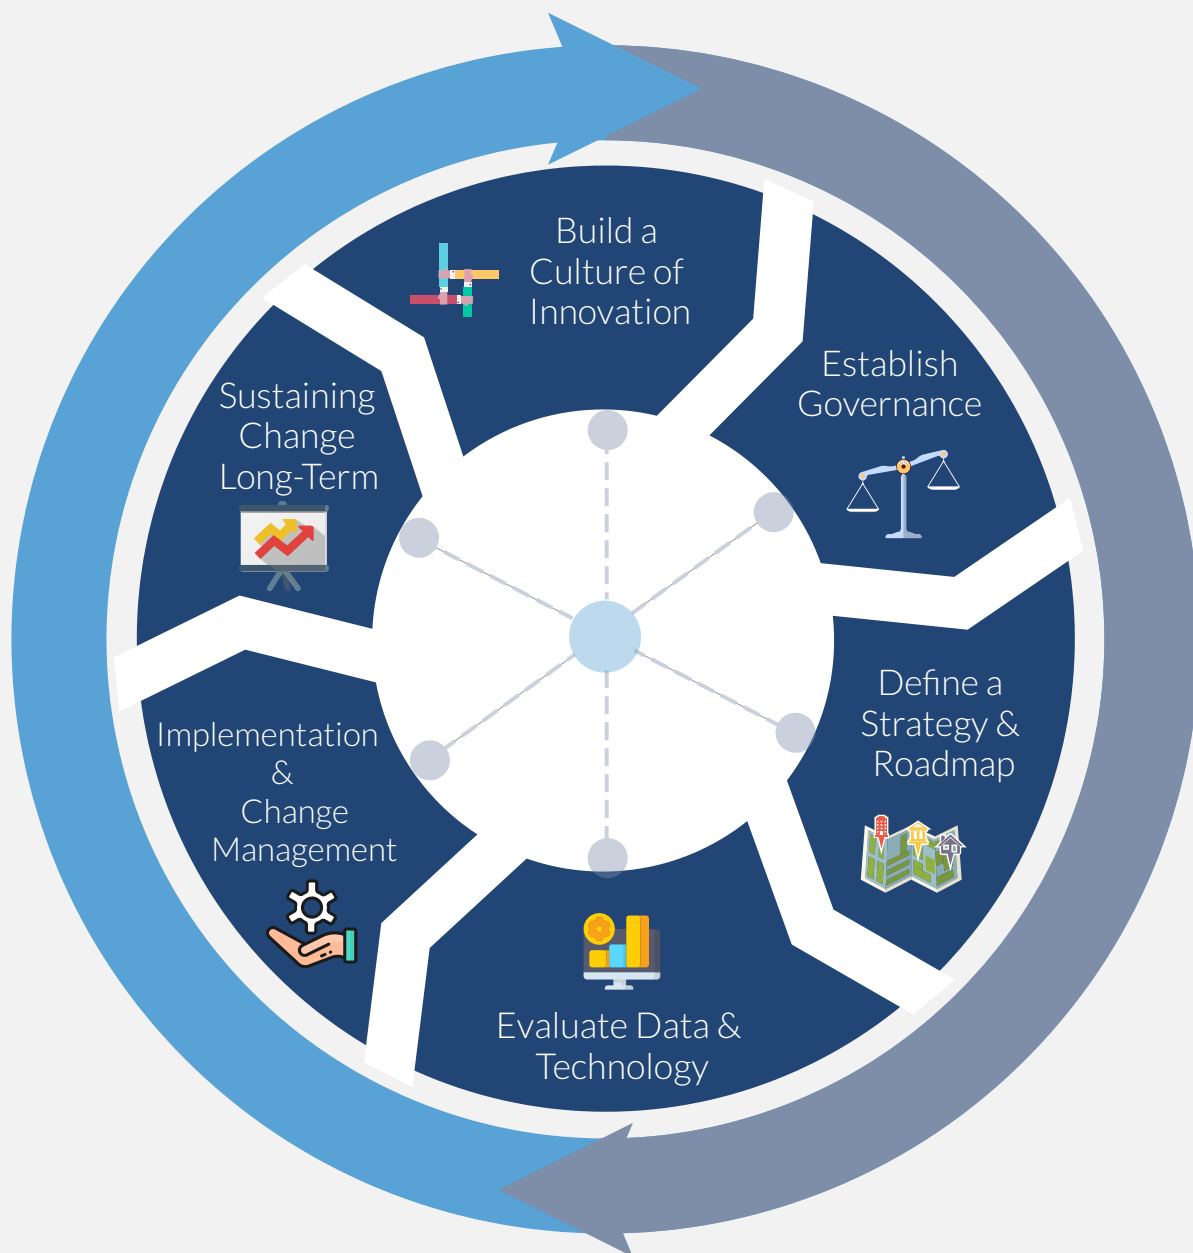 Build a
Culture of
Innovation
Establish
Governance
Define a
Strategy &
Roadmap
Evaluate Data &
Technology
Implementation
&
Change
Management
Sustaining
Change
Long-Term